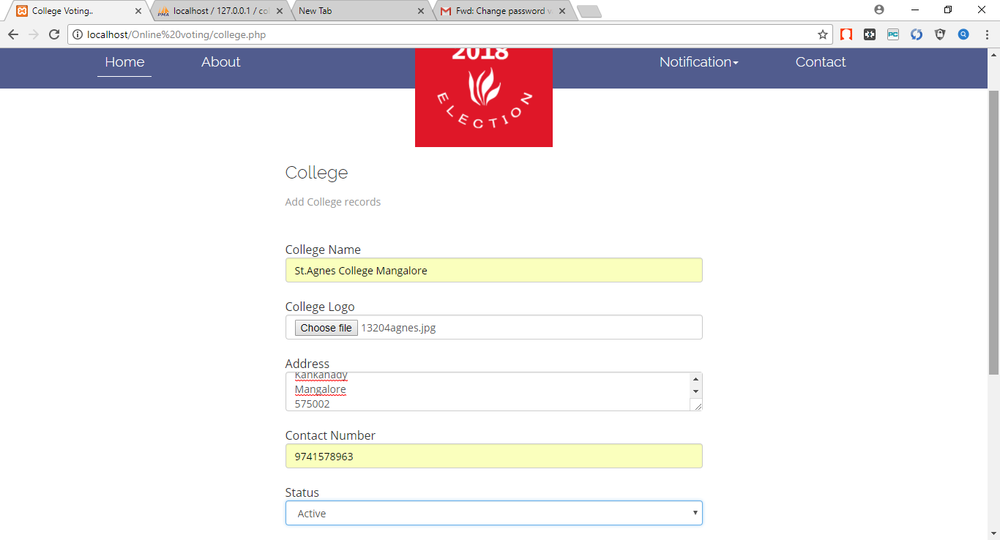 College Voting..
localhost / 127.0.0.1 / co
New Tab
Fwd: Change password
localhost/Online%20voting/college.php
Home
About
2018
ELECTION
Notification
Contact
College
Add College records
College Name
St.Agnes College Mangalore
College Logo
Choose file 13204agnes.jpg
Address
Kankanady
Mangalore
575002
Contact Number
9741578963
Status
Active